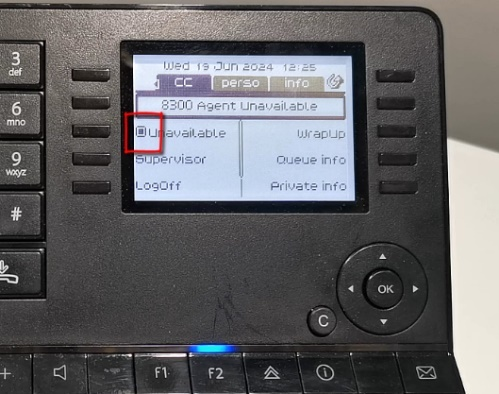 Wed 19 Jun 2024 12:25
CC perso info
8300 Agent Unavailable
Unavailable WrapUp
Supervisor Queue info
LogOff Private info
3
def
6
mno
9
wxyz
#
OK
C
+ F1 F2 i